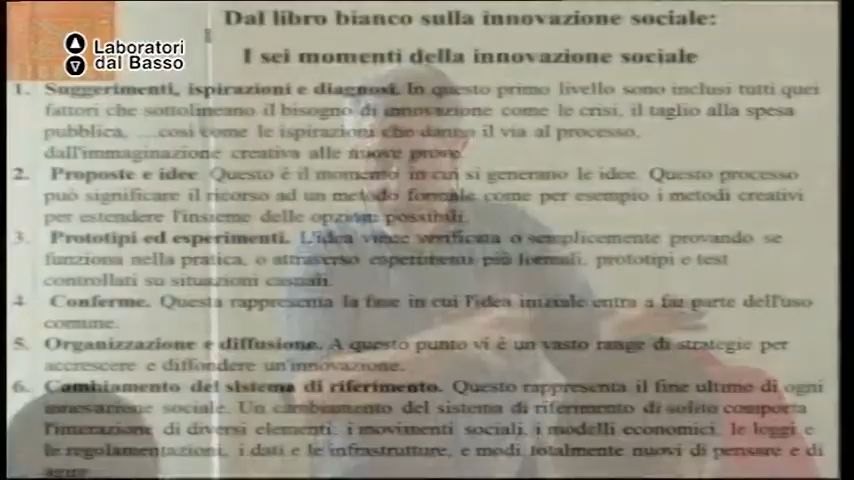 Laboratori
dal Basso
Dal libro bianco sulla innovazione sociale:
I sei momenti della innovazione sociale
1. Suggerimenti, ispirazioni e diagnosi. In questo primo livello sono inclusi tutti quei
fattori che sottolineano il bisogno di innovazione come le crisi, il taglio alla spesa
pubblica, ....così come le ispirazioni che danno il via al processo,
dall'immaginazione creativa alle nuove prove.
2. Proposte e idee. Questo è il momento in cui si generano le idee. Questo processo
può significare il ricorso ad un metodo formale come per esempio i metodi creativi
per estendere l'insieme delle opzioni possibili.
3. Prototipi ed esperimenti. L'idea viene verificata o semplicemente provando se
funziona nella pratica, o attraverso esperimenti più formali, prototipi e test
controllati su situazioni casuali.
4. Conferme. Questa rappresenta la fase in cui l'idea iniziale entra a far parte dell'uso
comune.
5. Organizzazione e diffusione. A questo punto vi è un vasto range di strategie per
accrescere e diffondere un'innovazione.
6. Cambiamento del sistema di riferimento. Questo rappresenta il fine ultimo di ogni
innovazione sociale. Un cambiamento del sistema di riferimento di solito comporta
l'interazione di diversi elementi, i movimenti sociali, i modelli economici, le leggi e
le regolamentazioni, i dati e le infrastrutture, e modi totalmente nuovi di pensare e di
agire